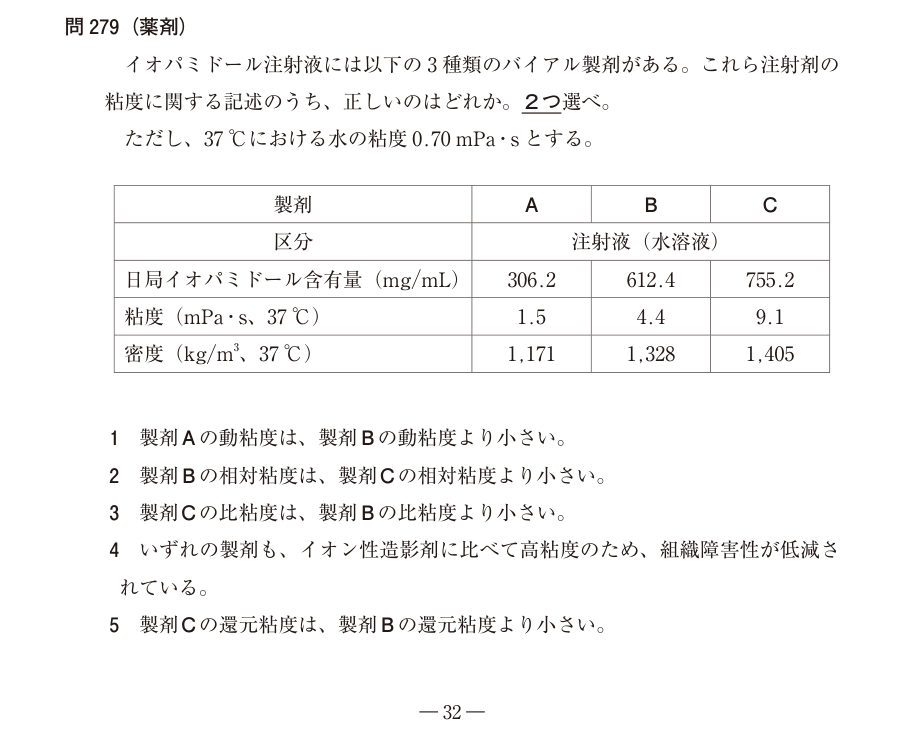 問 279（薬剤）
イオパミドール注射液には以下の 3 種類のバイアル製剤がある。これら注射剤の
粘度に関する記述のうち、正しいのはどれか。2つ選べ。
ただし、37 ℃における水の粘度 0.70 mPa・s とする。
製剤 A B C
区分 注射液（水溶液）
日局イオパミドール含有量（mg/mL） 306.2 612.4 755.2
粘度（mPa・s、37 ℃） 1.5 4.4 9.1
密度（kg/m³、37 ℃） 1,171 1,328 1,405
1 製剤Aの動粘度は、製剤Bの動粘度より小さい。
2 製剤Bの相対粘度は、製剤Cの相対粘度より小さい。
3 製剤Cの比粘度は、製剤Bの比粘度より小さい。
4 いずれの製剤も、イオン性造影剤に比べて高粘度のため、組織障害性が低減さ
れている。
5 製剤Cの還元粘度は、製剤Bの還元粘度より小さい。
― 32 ―